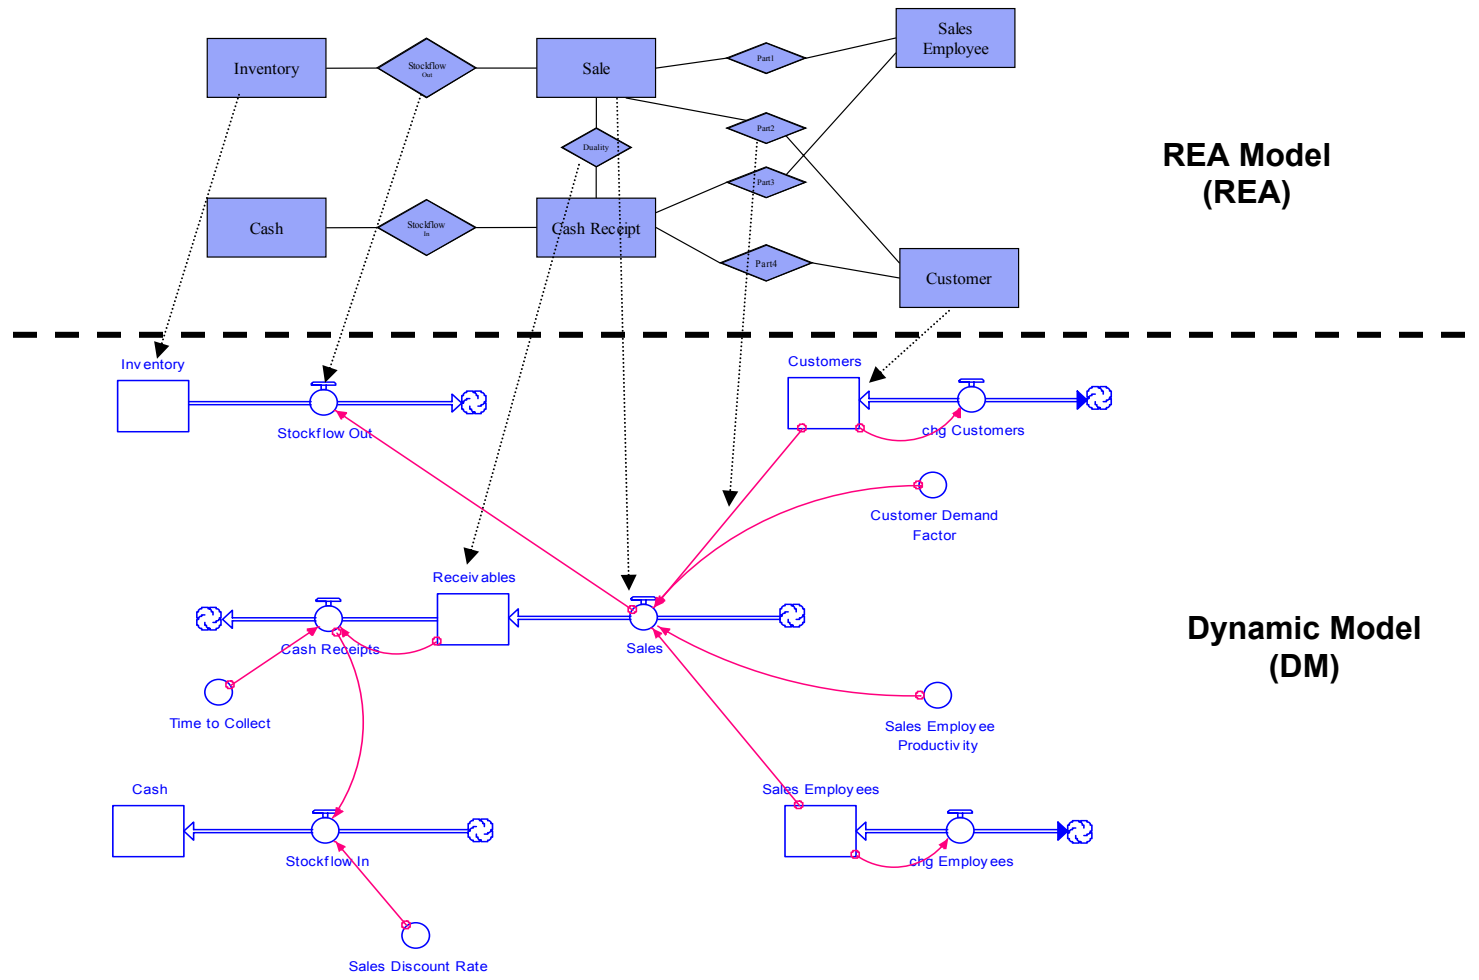 Sales
Employee
Inventory
Stockflow
Out
Sale
Part1
Part2
Duality
REA Model
(REA)
Part3
Cash
Stockflow
In
Cash Receipt
Part4
Customer
Inventory
Customers
Stockflow Out
chg Customers
Customer Demand
Factor
Receivables
Cash Receipts
Sales
Dynamic Model
(DM)
Time to Collect
Sales Employee
Productivity
Cash
Sales Employees
Stockflow In
chg Employees
Sales Discount Rate